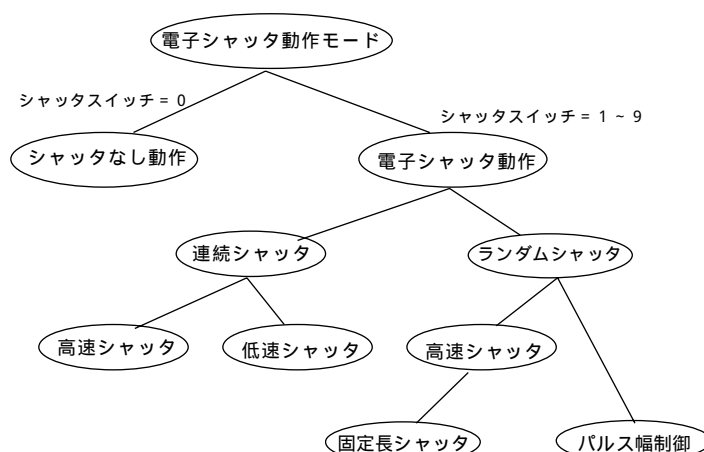 電子シャッタ動作モード
シャッタスイッチ = 0
シャッタスイッチ = 1 ~ 9
シャッタなし動作
電子シャッタ動作
連続シャッタ
ランダムシャッタ
高速シャッタ
低速シャッタ
高速シャッタ
固定長シャッタ
パルス幅制御